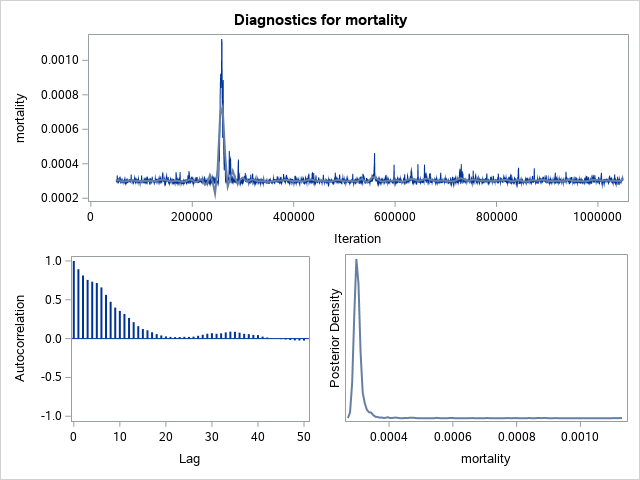 Diagnostics for mortality
mortality
0.0010
0.0008
0.0006
0.0004
0.0002
0 200000 400000 600000 800000 1000000
Iteration
Autocorrelation
1.0
0.5
0.0
-0.5
-1.0
0 10 20 30 40 50
Lag
Posterior Density
0.0004 0.0006 0.0008 0.0010
mortality